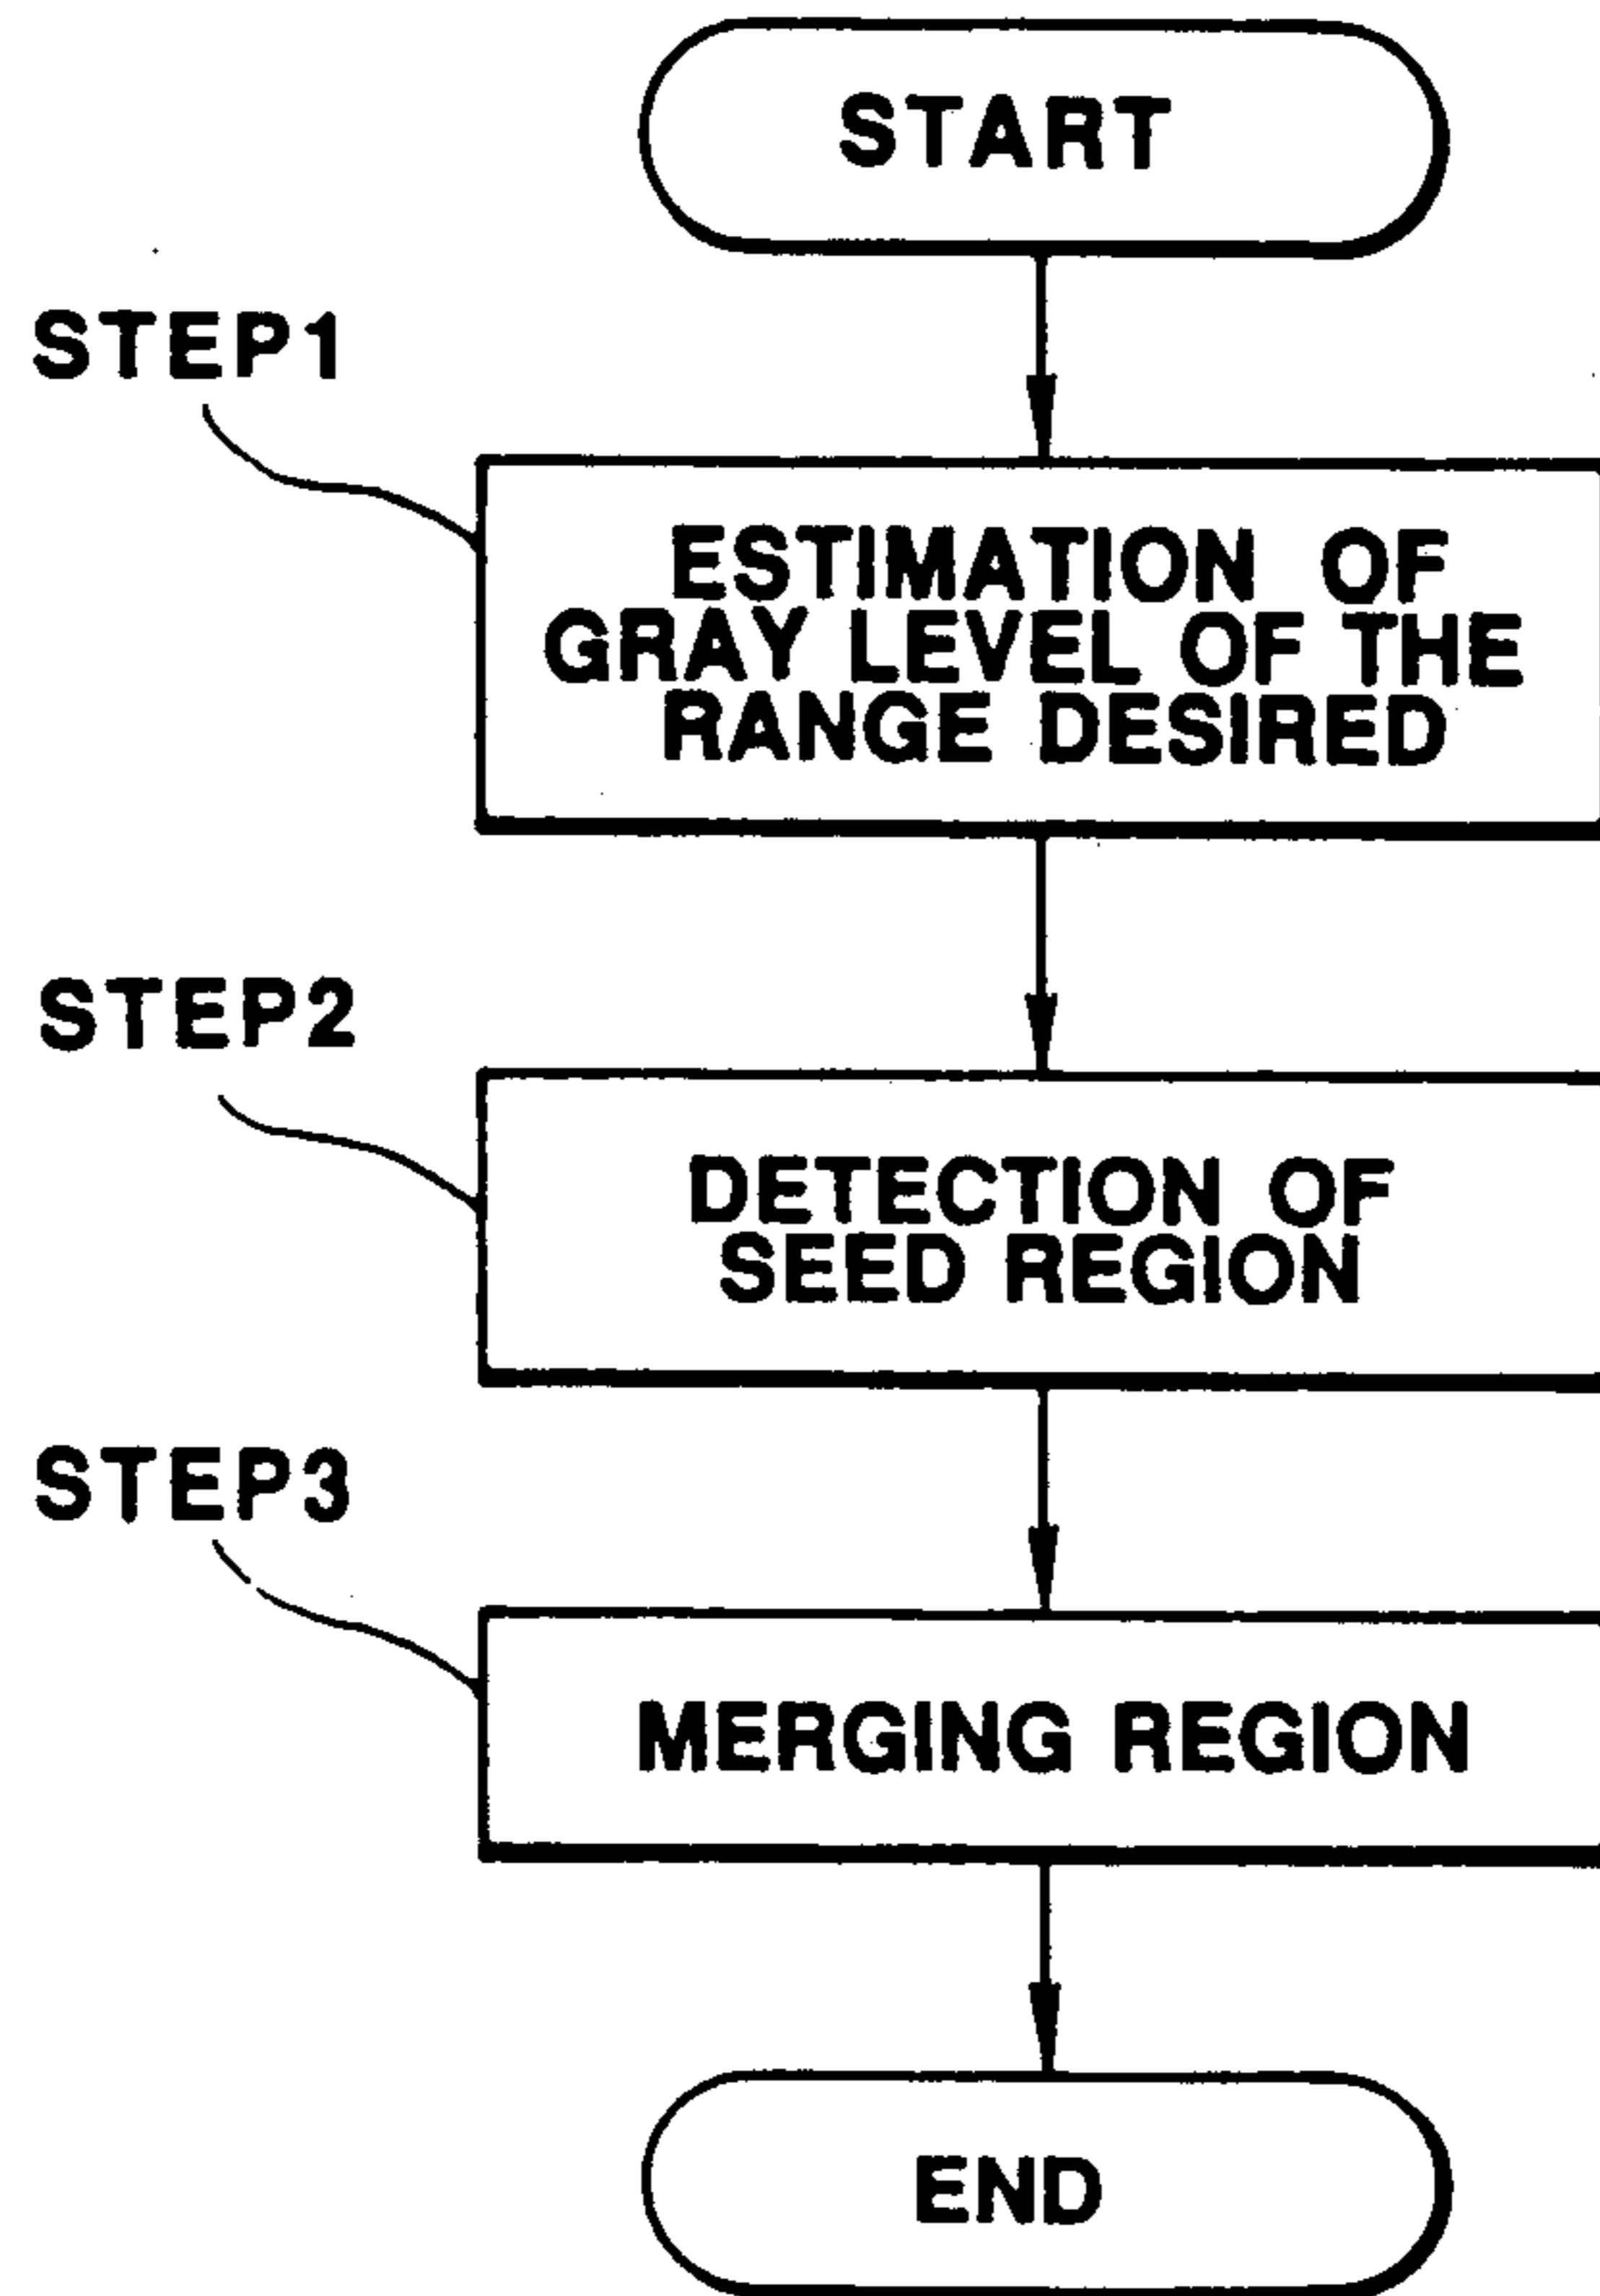 START
STEP1
ESTIMATION OF
GRAY LEVEL OF THE
RANGE DESIRED
STEP2
DETECTION OF
SEED REGION
STEP3
MERGING REGION
END